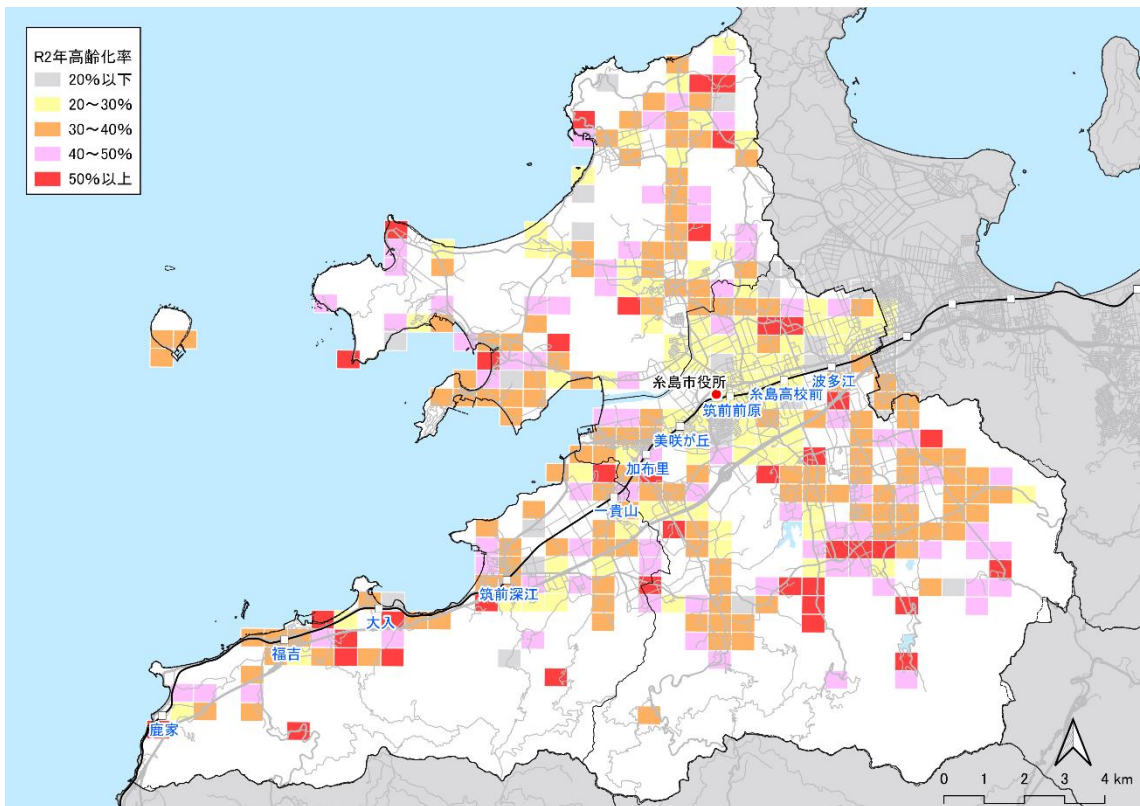 R2年高齢化率
20%以下
20～30%
30～40%
40～50%
50%以上
糸島市役所
波多江
糸島高校前
筑前前原
美咲が丘
加布里
一貴山
筑前深江
大入
福吉
鹿家
0 1 2 3 4 km